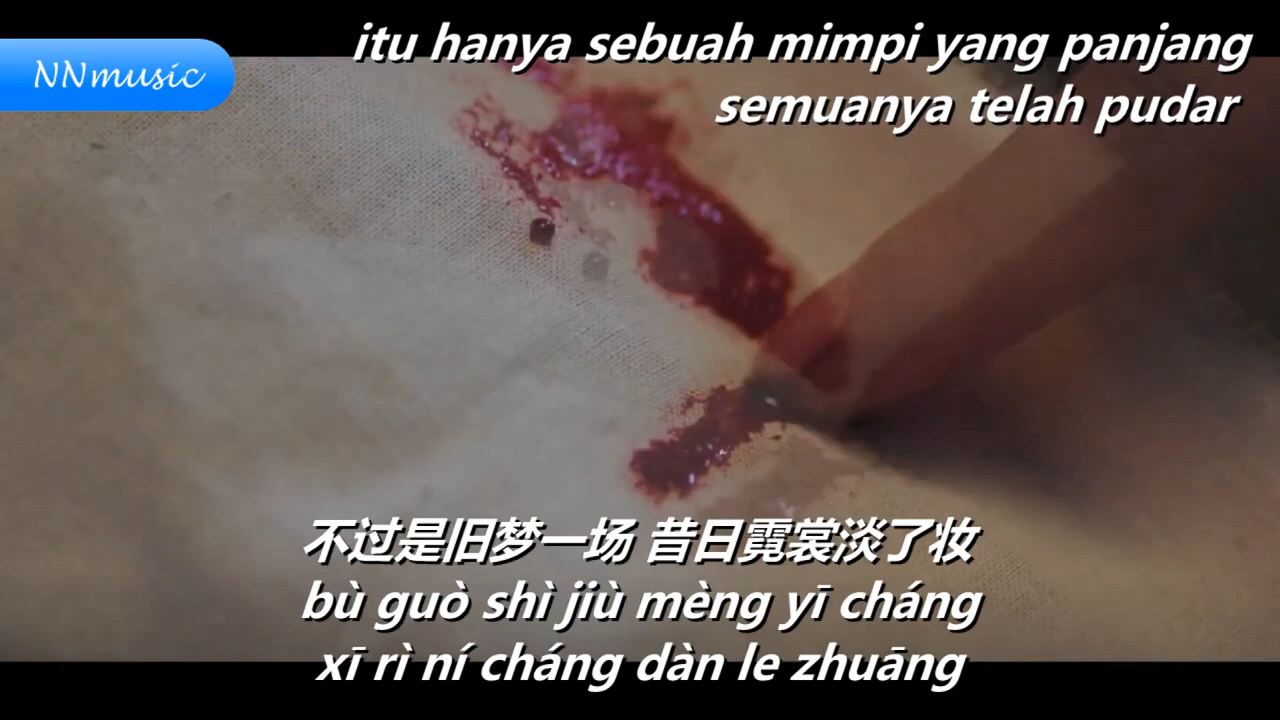 itu hanya sebuah mimpi yang panjang
NNmusic
semuanya telah pudar
不过是旧梦一场 昔日霓裳淡了妆
bù guò shì jiù mèng yī cháng
xī rì ní cháng dàn le zhuāng